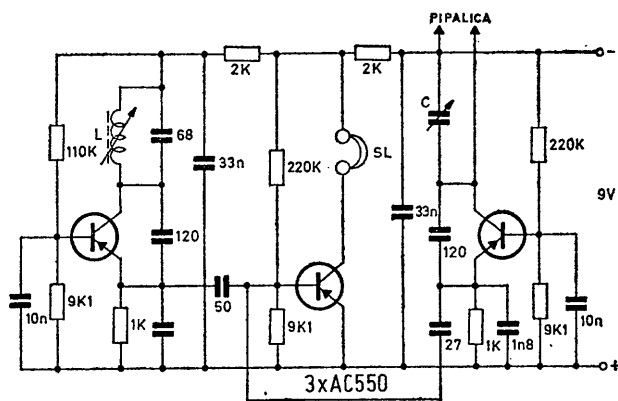 PIPALICA
2K
2K
-
L
68
C
110K
33n
220K
SL
220K
33n
9V
120
120
50
10n
9K1
1K
9K1
27
1K
1n8
9K1
10n
+
3xAC550